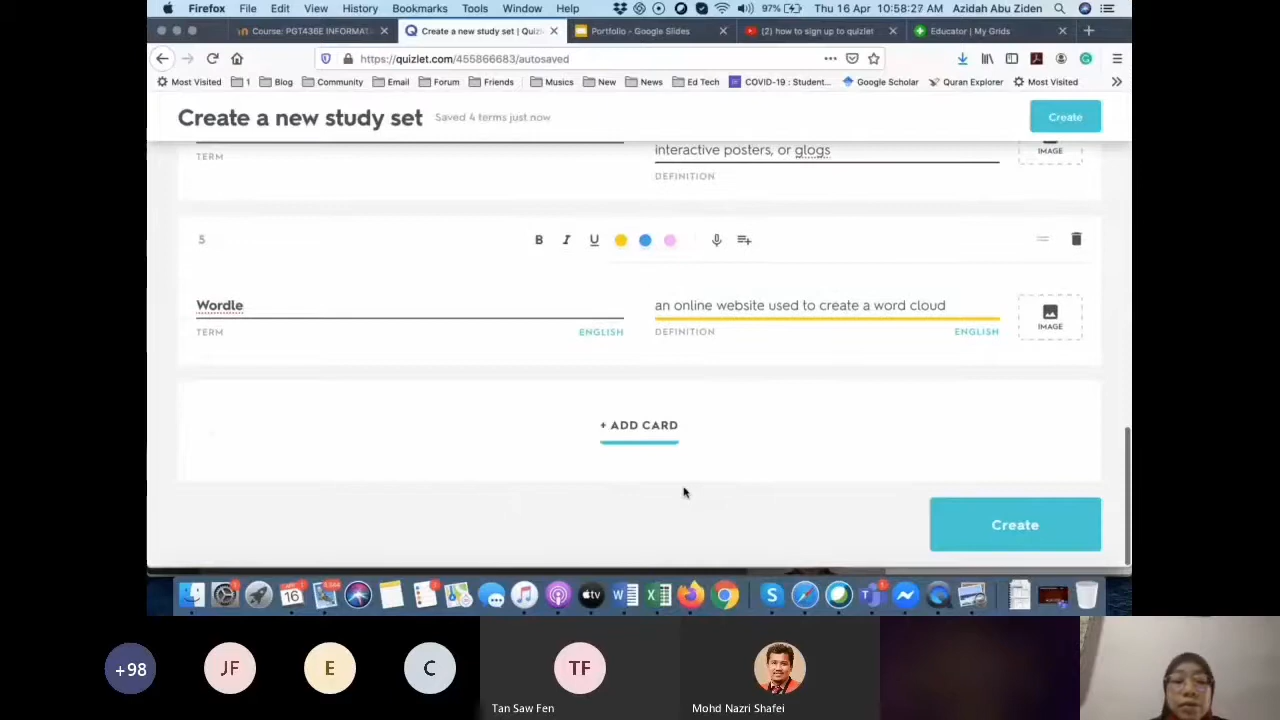 Firefox File Edit View History Bookmarks Tools Window Help 97% Thu 16 Apr 10:58:27 AM Azidah Abu Ziden
Course: PGT436E INFORMAT Create a new study set | Quiz Portfolio - Google Slides (2) how to sign up to quizlet Educator | My Grids
https://quizlet.com/455866683/autosaved
Most Visited 1 Blog Community Email Forum Friends Musics New News Ed Tech COVID-19 : Student... Google Scholar Quran Explorer Most Visited
Create a new study set Saved 4 terms just now Create
interactive posters, or glogs
TERM IMAGE
DEFINITION
5 B I U
Wordle an online website used to create a word cloud
TERM ENGLISH DEFINITION ENGLISH IMAGE
+ ADD CARD
Create
+98 JF E C TF
Tan Saw Fen Mohd Nazri Shafei